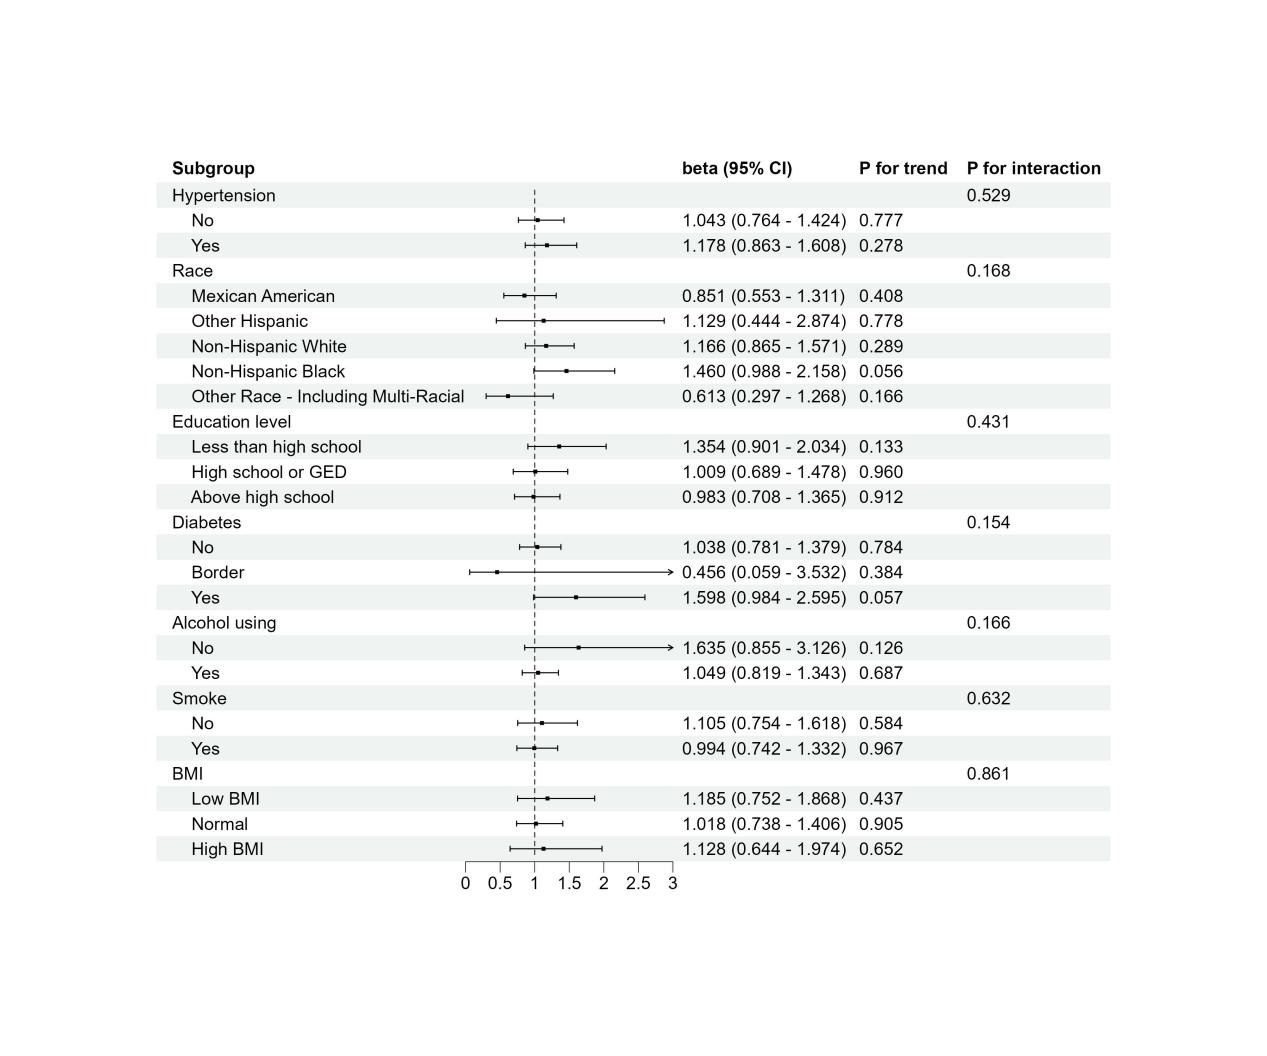 Subgroup beta (95% CI) P for trend P for interaction
Hypertension 0.529
No 1.043 (0.764 - 1.424) 0.777
Yes 1.178 (0.863 - 1.608) 0.278
Race 0.168
Mexican American 0.851 (0.553 - 1.311) 0.408
Other Hispanic 1.129 (0.444 - 2.874) 0.778
Non-Hispanic White 1.166 (0.865 - 1.571) 0.289
Non-Hispanic Black 1.460 (0.988 - 2.158) 0.056
Other Race - Including Multi-Racial 0.613 (0.297 - 1.268) 0.166
Education level 0.431
Less than high school 1.354 (0.901 - 2.034) 0.133
High school or GED 1.009 (0.689 - 1.478) 0.960
Above high school 0.983 (0.708 - 1.365) 0.912
Diabetes 0.154
No 1.038 (0.781 - 1.379) 0.784
Border 0.456 (0.059 - 3.532) 0.384
Yes 1.598 (0.984 - 2.595) 0.057
Alcohol using 0.166
No 1.635 (0.855 - 3.126) 0.126
Yes 1.049 (0.819 - 1.343) 0.687
Smoke 0.632
No 1.105 (0.754 - 1.618) 0.584
Yes 0.994 (0.742 - 1.332) 0.967
BMI 0.861
Low BMI 1.185 (0.752 - 1.868) 0.437
Normal 1.018 (0.738 - 1.406) 0.905
High BMI 1.128 (0.644 - 1.974) 0.652
0 0.5 1 1.5 2 2.5 3